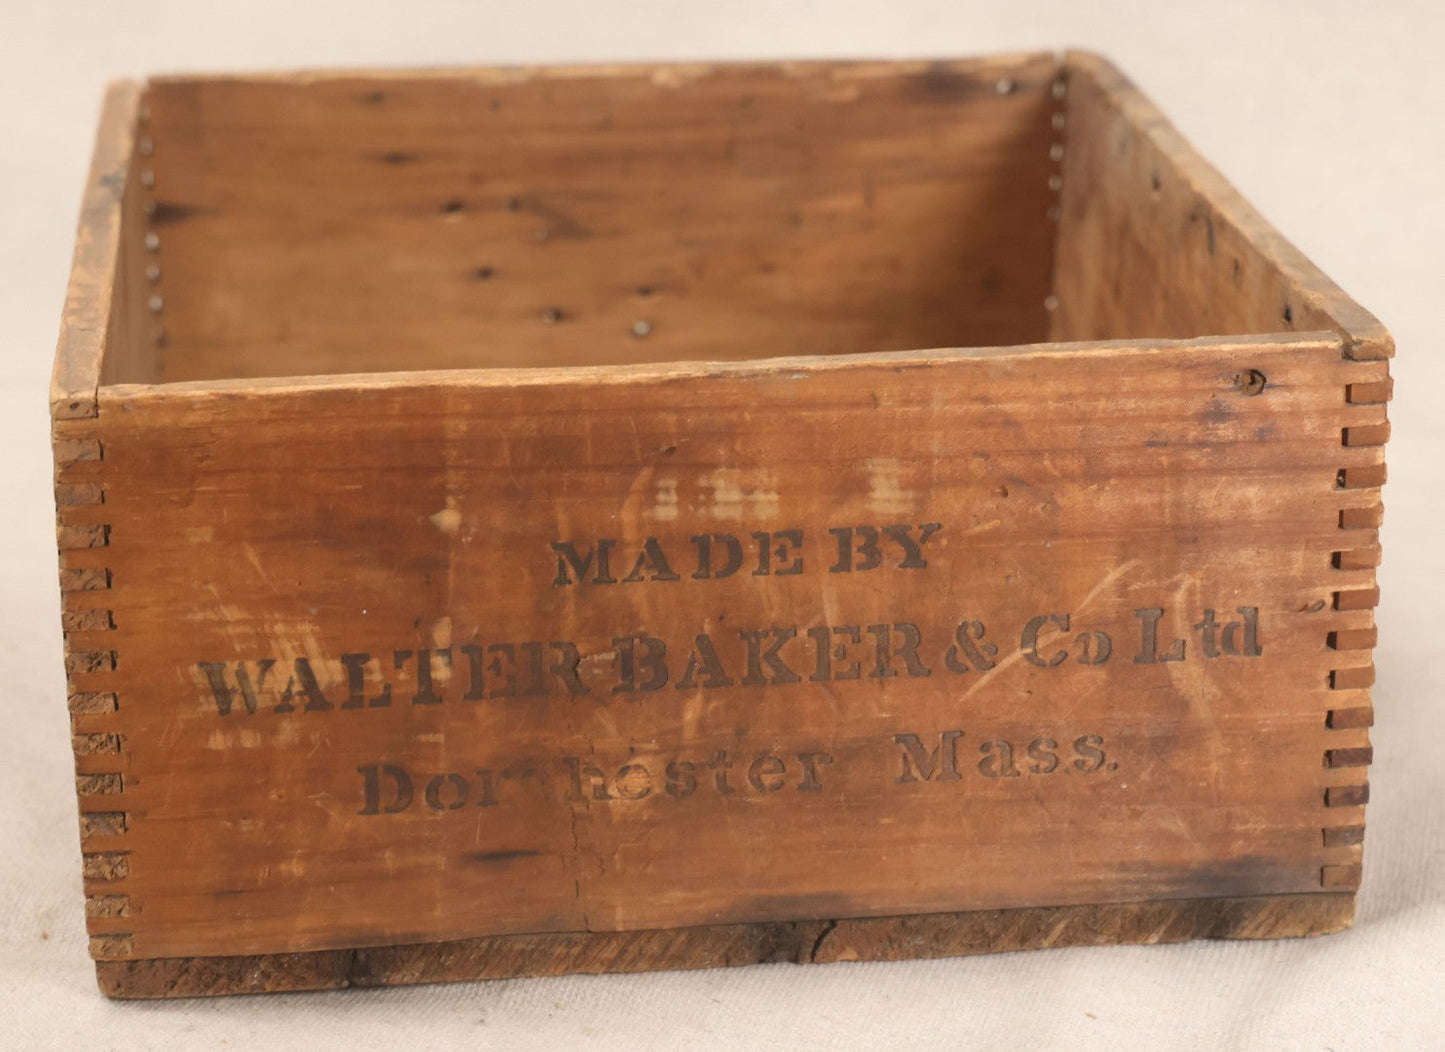 MADE BY
WALTER BAKER & Co Ltd
Dorchester Mass.